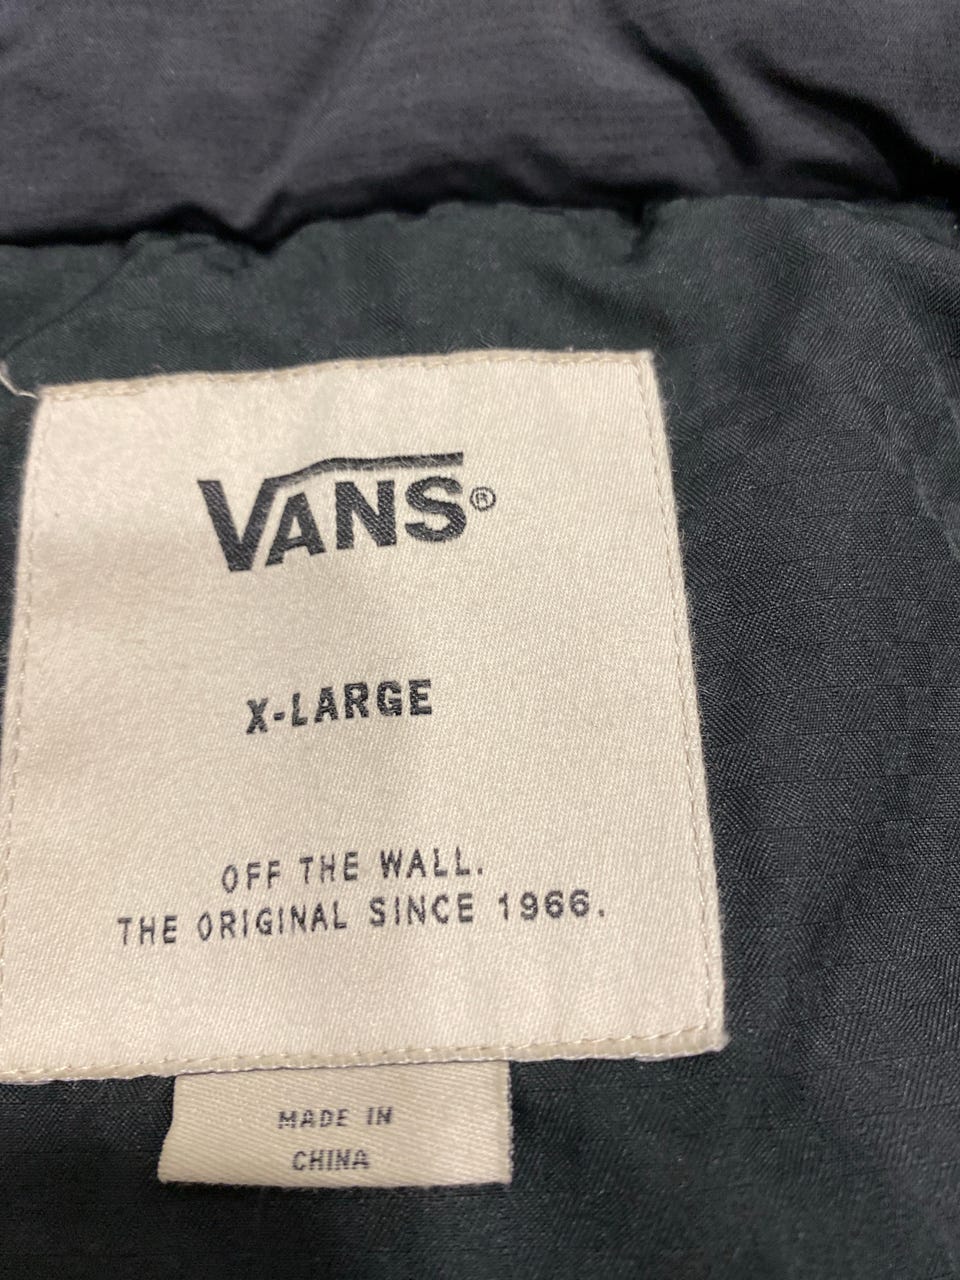 VANS®
X-LARGE
OFF THE WALL.
THE ORIGINAL SINCE 1966.
MADE IN
CHINA